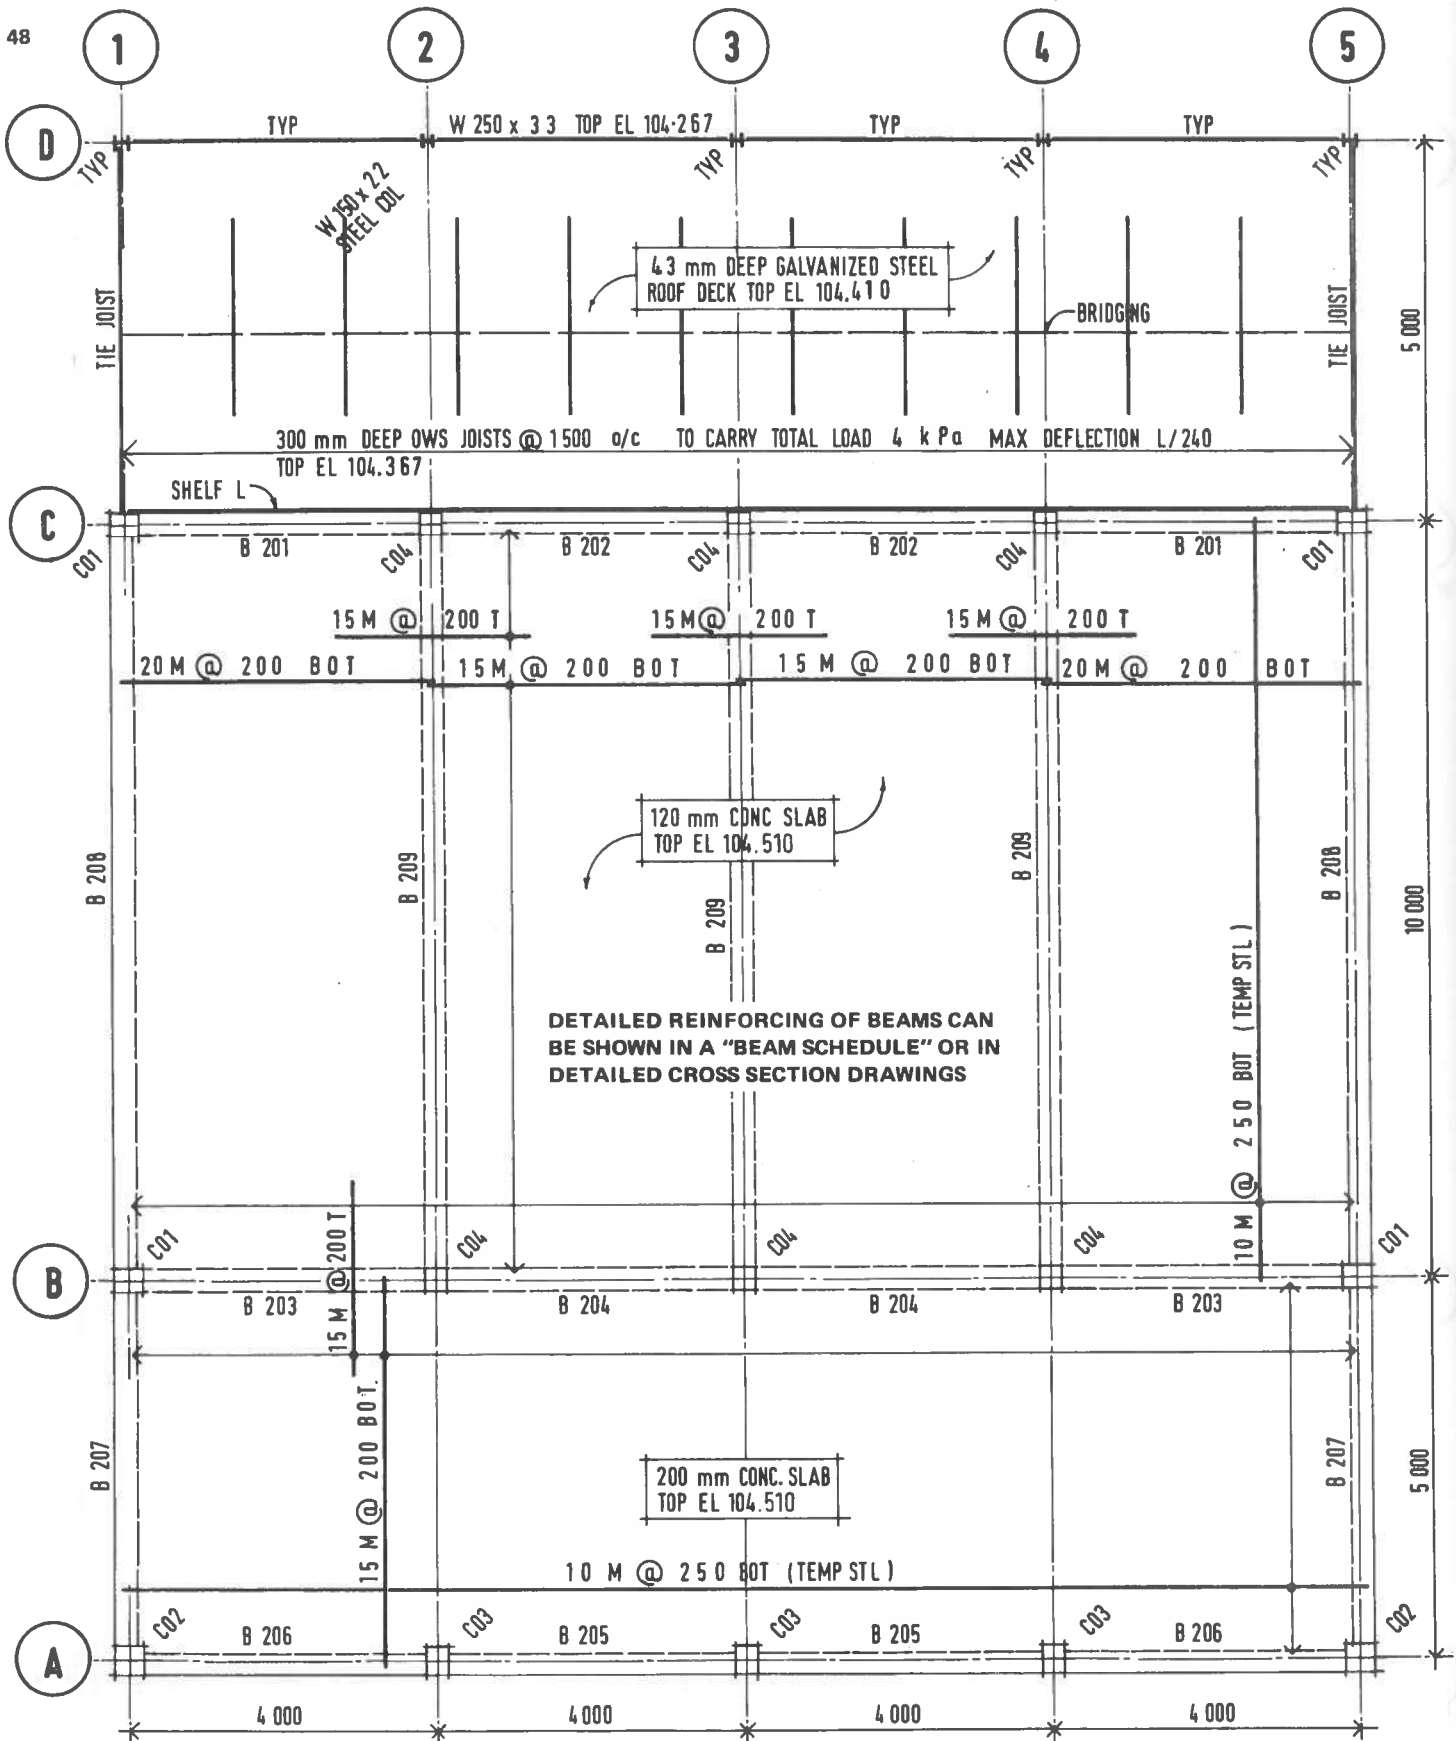 48
1
2
3
4
5
D
TYP
W 250 x 33 TOP EL 104.267
TYP
TYP
TYP
TYP
TYP
TYP
W 150 x 22
STEEL COL
43 mm DEEP GALVANIZED STEEL
ROOF DECK TOP EL 104.410
BRIDGING
TIE JOIST
TIE JOIST
5 000
300 mm DEEP OWS JOISTS @ 1500 o/c TO CARRY TOTAL LOAD 4 kPa MAX DEFLECTION L/240
TOP EL 104.367
SHELF L
C
C01
B 201
C04
B 202
C04
B 202
C04
B 201
C01
15 M @ 200 T
15 M @ 200 T
15 M @ 200 T
20 M @ 200 BOT
15 M @ 200 BOT
15 M @ 200 BOT
20 M @ 200 BOT
120 mm CONC SLAB
TOP EL 104.510
B 208
B 209
B 209
B 209
B 208
10 000
DETAILED REINFORCING OF BEAMS CAN
BE SHOWN IN A "BEAM SCHEDULE" OR IN
DETAILED CROSS SECTION DRAWINGS
10 M @ 250 BOT (TEMP STL)
15 M @ 200 T
C01
C04
C04
C04
C01
B
B 203
B 204
B 204
B 203
15 M @ 200 BOT.
B 207
B 207
5 000
200 mm CONC. SLAB
TOP EL 104.510
10 M @ 250 BOT (TEMP STL)
A
C02
B 206
C03
B 205
C03
B 205
C03
B 206
C02
4 000
4 000
4 000
4 000